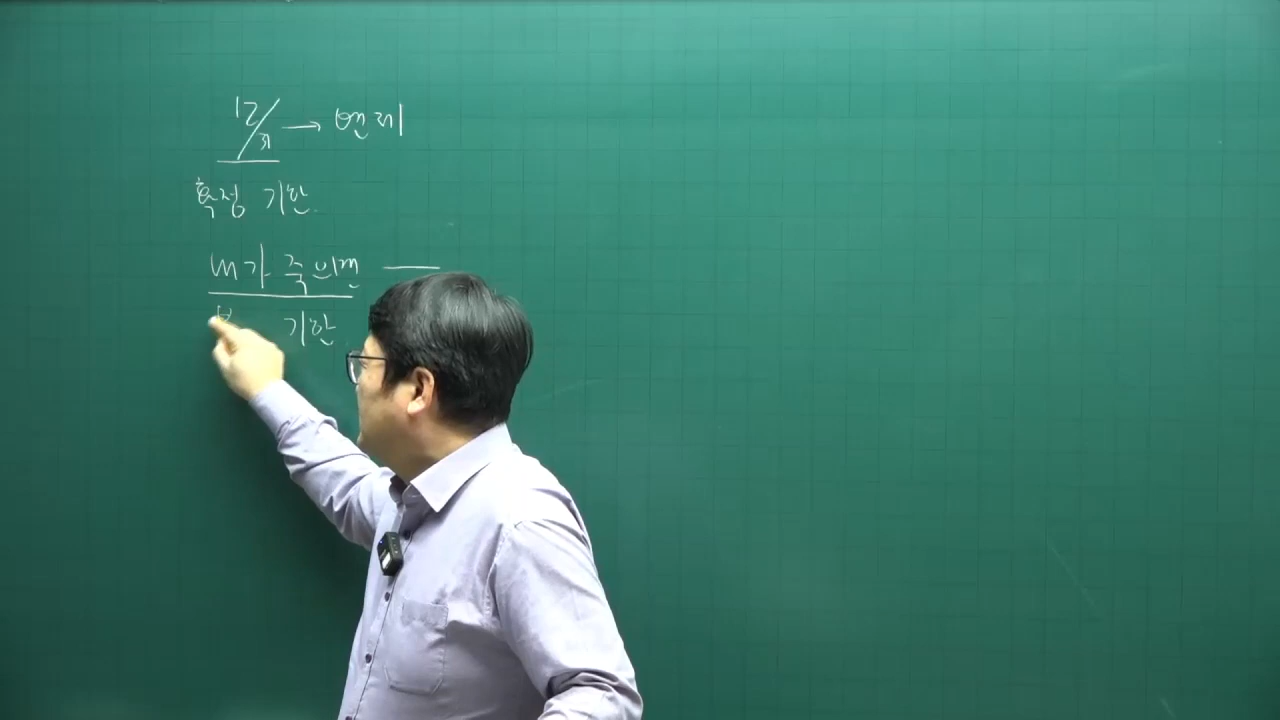 12/31 → 변제
확정 기한
내가 죽으면 —
기한